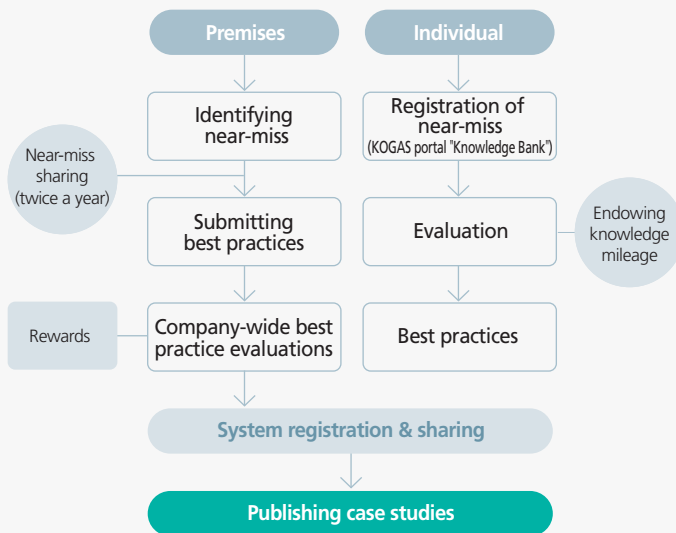 Premises
Individual
Identifying
near-miss
Registration of
near-miss
(KOGAS portal "Knowledge Bank")
Near-miss
sharing
(twice a year)
Submitting
best practices
Evaluation
Endowing
knowledge
mileage
Rewards
Company-wide best
practice evaluations
Best practices
System registration & sharing
Publishing case studies